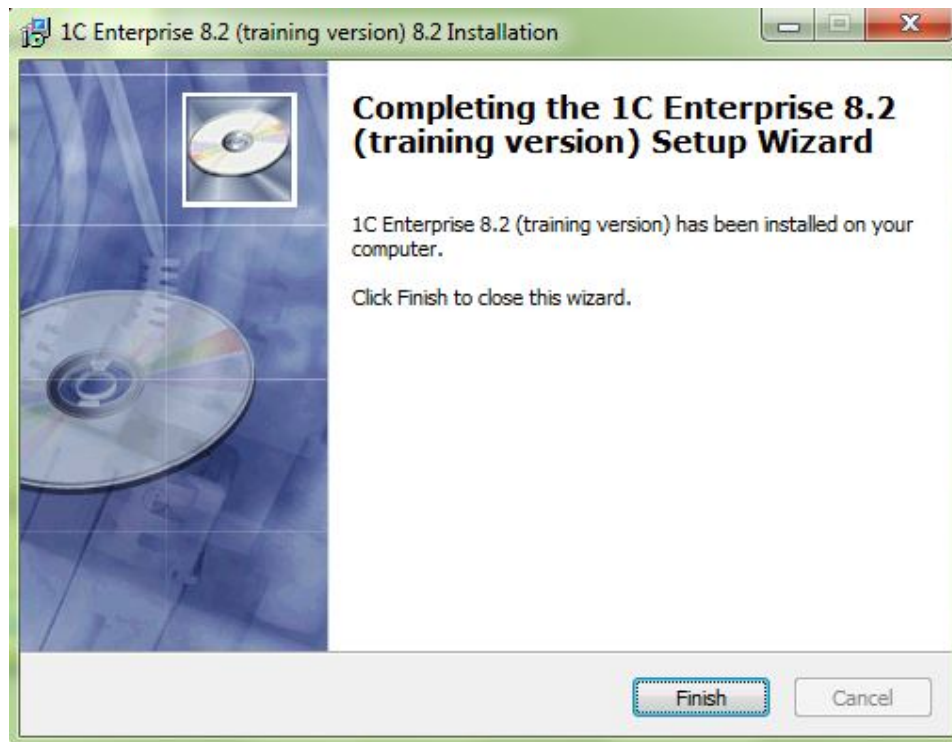 1C Enterprise 8.2 (training version) 8.2 Installation
Completing the 1C Enterprise 8.2
(training version) Setup Wizard
1C Enterprise 8.2 (training version) has been installed on your
computer.
Click Finish to close this wizard.
Finish
Cancel